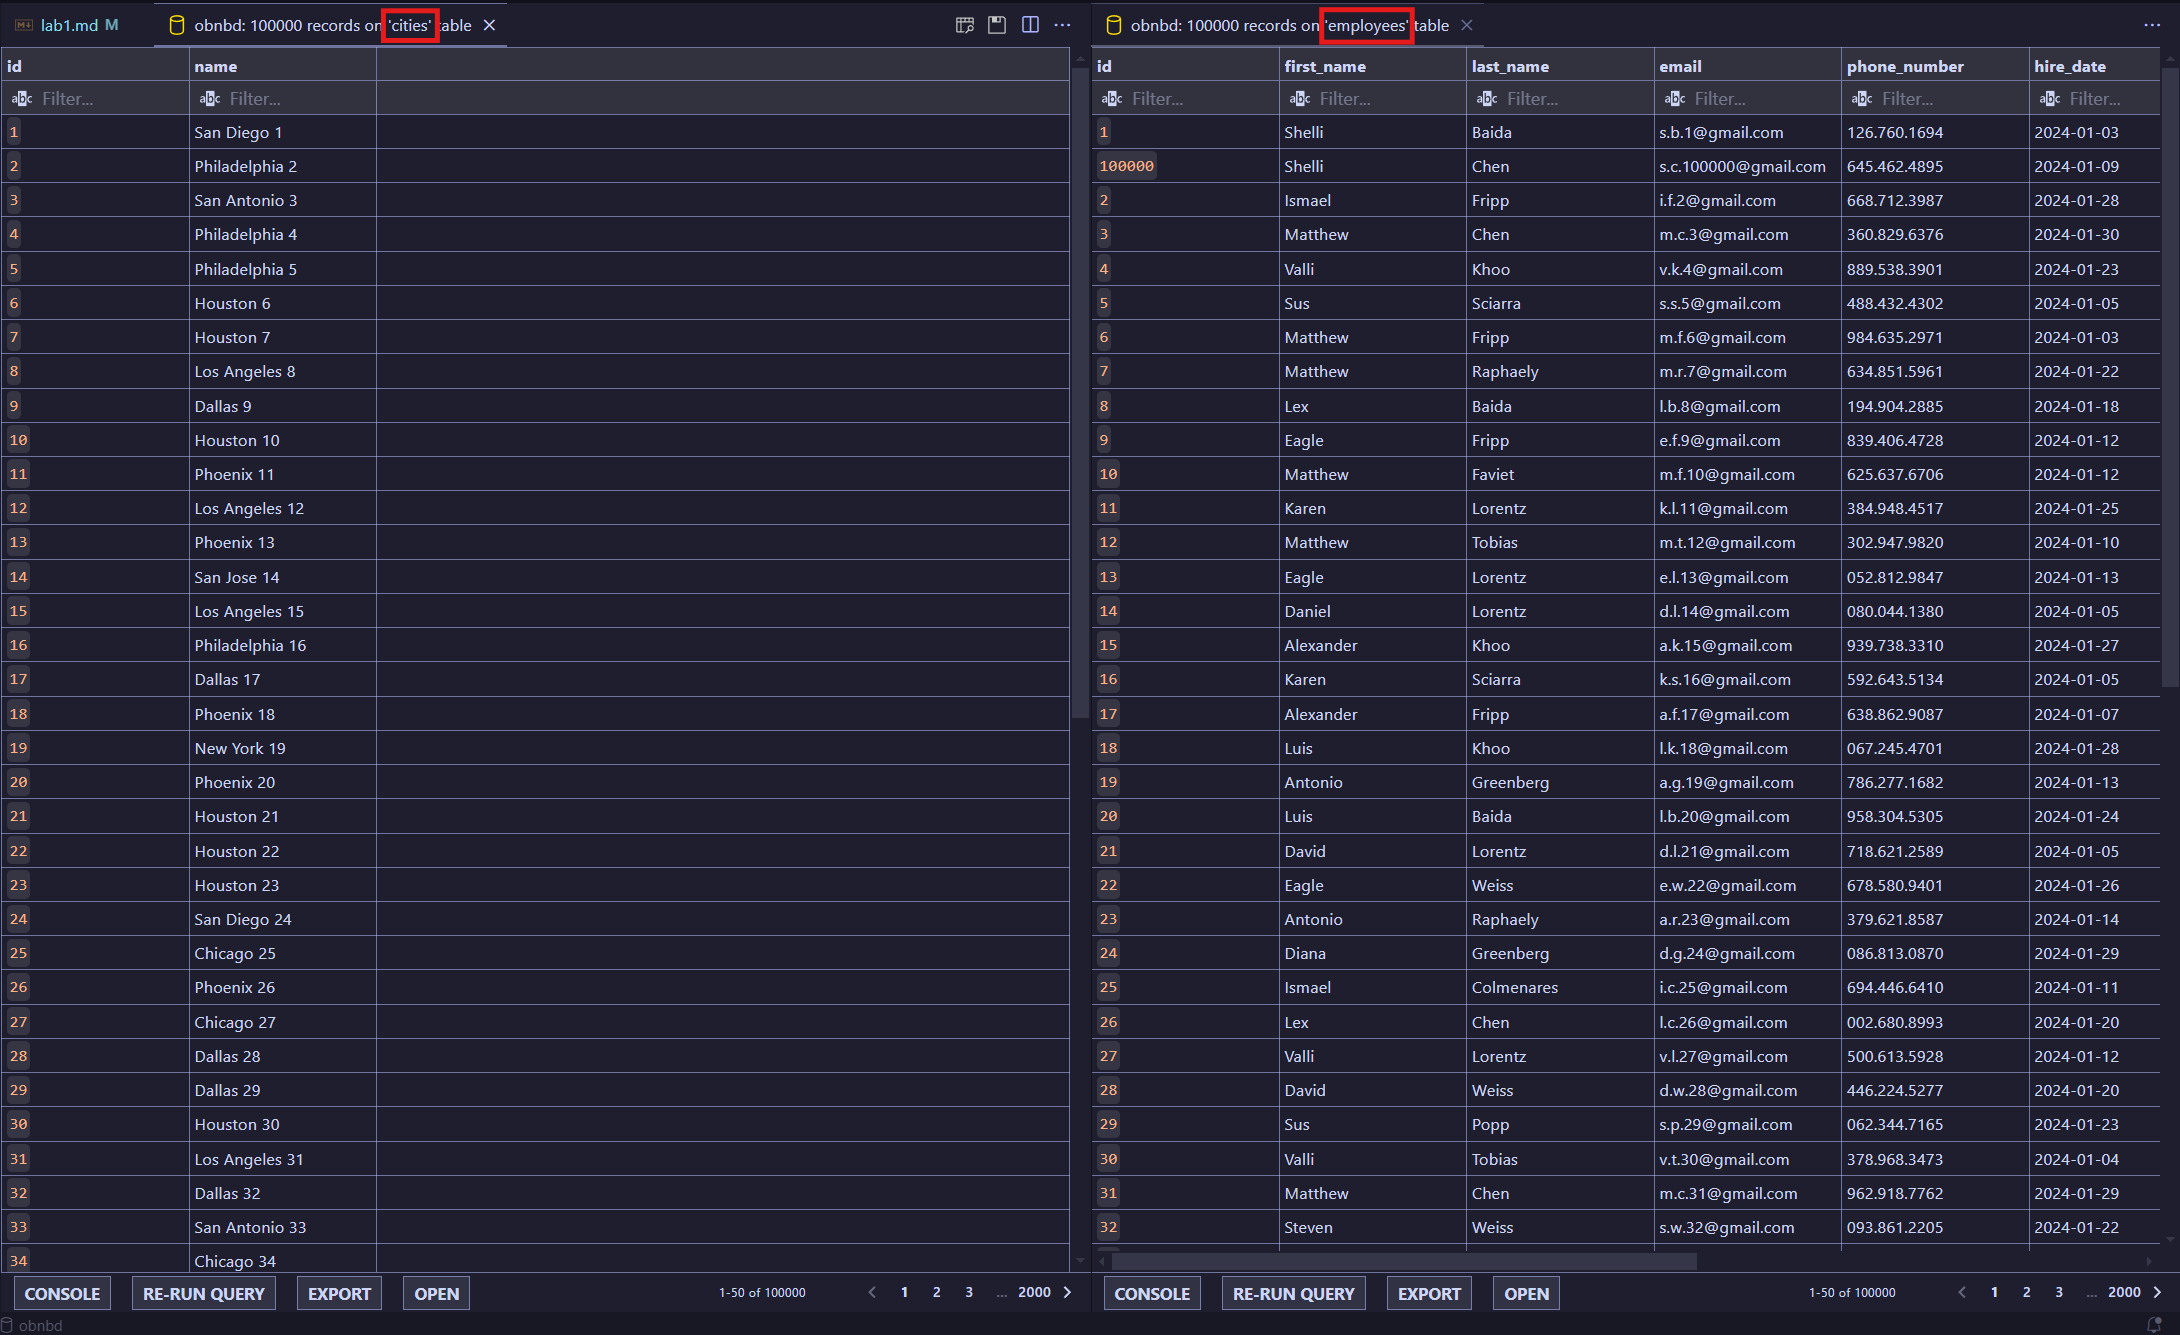 lab1.md M
obnbd: 100000 records on 'cities' table
id name
abc Filter... abc Filter...
1 San Diego 1
2 Philadelphia 2
3 San Antonio 3
4 Philadelphia 4
5 Philadelphia 5
6 Houston 6
7 Houston 7
8 Los Angeles 8
9 Dallas 9
10 Houston 10
11 Phoenix 11
12 Los Angeles 12
13 Phoenix 13
14 San Jose 14
15 Los Angeles 15
16 Philadelphia 16
17 Dallas 17
18 Phoenix 18
19 New York 19
20 Phoenix 20
21 Houston 21
22 Houston 22
23 Houston 23
24 San Diego 24
25 Chicago 25
26 Phoenix 26
27 Chicago 27
28 Dallas 28
29 Dallas 29
30 Houston 30
31 Los Angeles 31
32 Dallas 32
33 San Antonio 33
34 Chicago 34
CONSOLE RE-RUN QUERY EXPORT OPEN 1-50 of 100000 1 2 3 ... 2000
obnbd
obnbd: 100000 records on 'employees' table
id first_name last_name email phone_number hire_date
abc Filter... abc Filter... abc Filter... abc Filter... abc Filter... abc Filter...
1 Shelli Baida s.b.1@gmail.com 126.760.1694 2024-01-03
100000 Shelli Chen s.c.100000@gmail.com 645.462.4895 2024-01-09
2 Ismael Fripp i.f.2@gmail.com 668.712.3987 2024-01-28
3 Matthew Chen m.c.3@gmail.com 360.829.6376 2024-01-30
4 Valli Khoo v.k.4@gmail.com 889.538.3901 2024-01-23
5 Sus Sciarra s.s.5@gmail.com 488.432.4302 2024-01-05
6 Matthew Fripp m.f.6@gmail.com 984.635.2971 2024-01-03
7 Matthew Raphaely m.r.7@gmail.com 634.851.5961 2024-01-22
8 Lex Baida l.b.8@gmail.com 194.904.2885 2024-01-18
9 Eagle Fripp e.f.9@gmail.com 839.406.4728 2024-01-12
10 Matthew Faviet m.f.10@gmail.com 625.637.6706 2024-01-12
11 Karen Lorentz k.l.11@gmail.com 384.948.4517 2024-01-25
12 Matthew Tobias m.t.12@gmail.com 302.947.9820 2024-01-10
13 Eagle Lorentz e.l.13@gmail.com 052.812.9847 2024-01-13
14 Daniel Lorentz d.l.14@gmail.com 080.044.1380 2024-01-05
15 Alexander Khoo a.k.15@gmail.com 939.738.3310 2024-01-27
16 Karen Sciarra k.s.16@gmail.com 592.643.5134 2024-01-05
17 Alexander Fripp a.f.17@gmail.com 638.862.9087 2024-01-07
18 Luis Khoo l.k.18@gmail.com 067.245.4701 2024-01-28
19 Antonio Greenberg a.g.19@gmail.com 786.277.1682 2024-01-13
20 Luis Baida l.b.20@gmail.com 958.304.5305 2024-01-24
21 David Lorentz d.l.21@gmail.com 718.621.2589 2024-01-05
22 Eagle Weiss e.w.22@gmail.com 678.580.9401 2024-01-26
23 Antonio Raphaely a.r.23@gmail.com 379.621.8587 2024-01-14
24 Diana Greenberg d.g.24@gmail.com 086.813.0870 2024-01-29
25 Ismael Colmenares i.c.25@gmail.com 694.446.6410 2024-01-11
26 Lex Chen l.c.26@gmail.com 002.680.8993 2024-01-20
27 Valli Lorentz v.l.27@gmail.com 500.613.5928 2024-01-12
28 David Weiss d.w.28@gmail.com 446.224.5277 2024-01-20
29 Sus Popp s.p.29@gmail.com 062.344.7165 2024-01-23
30 Valli Tobias v.t.30@gmail.com 378.968.3473 2024-01-04
31 Matthew Chen m.c.31@gmail.com 962.918.7762 2024-01-29
32 Steven Weiss s.w.32@gmail.com 093.861.2205 2024-01-22
CONSOLE RE-RUN QUERY EXPORT OPEN 1-50 of 100000 1 2 3 ... 2000